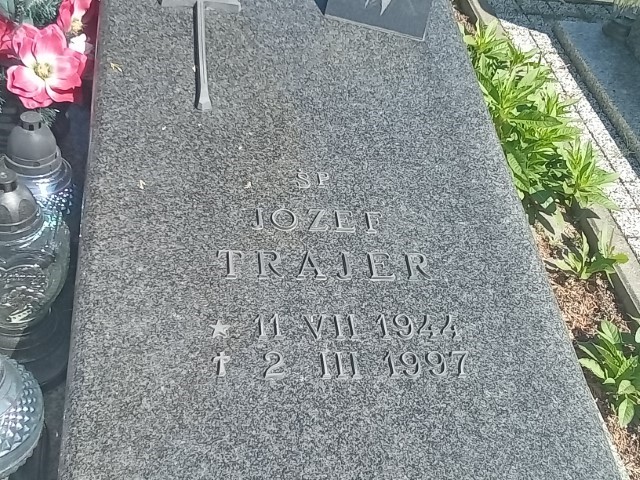 ŚP
JÓZEF
TRAJER
★ 11 VII 1944
✝ 2 III 1997